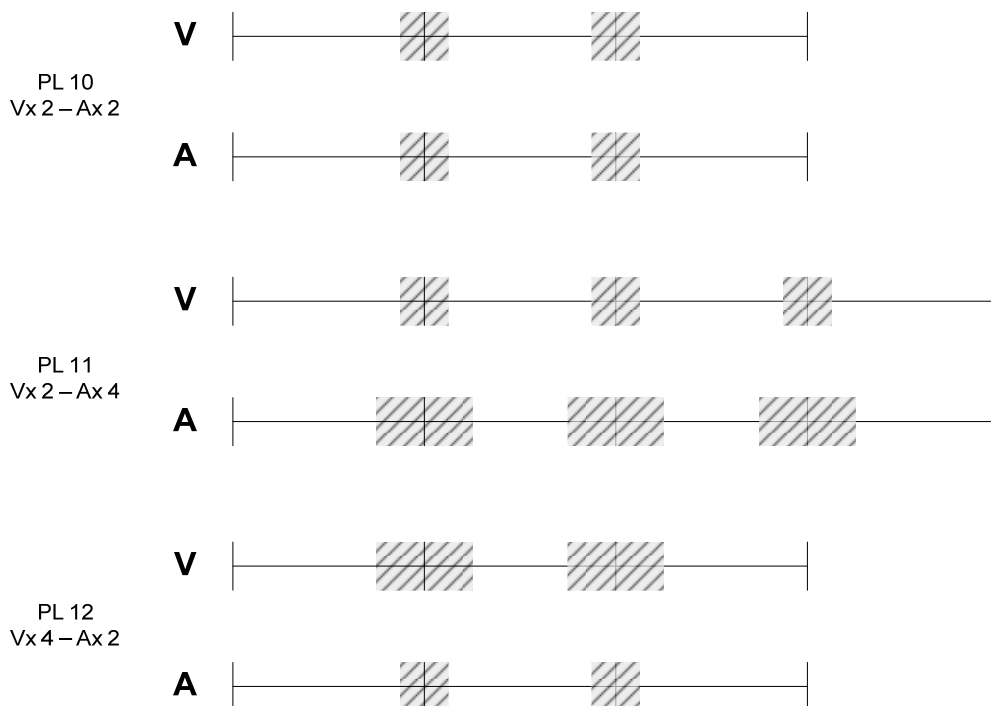 V
PL 10
Vx 2 – Ax 2
A
V
PL 11
Vx 2 – Ax 4
A
V
PL 12
Vx 4 – Ax 2
A